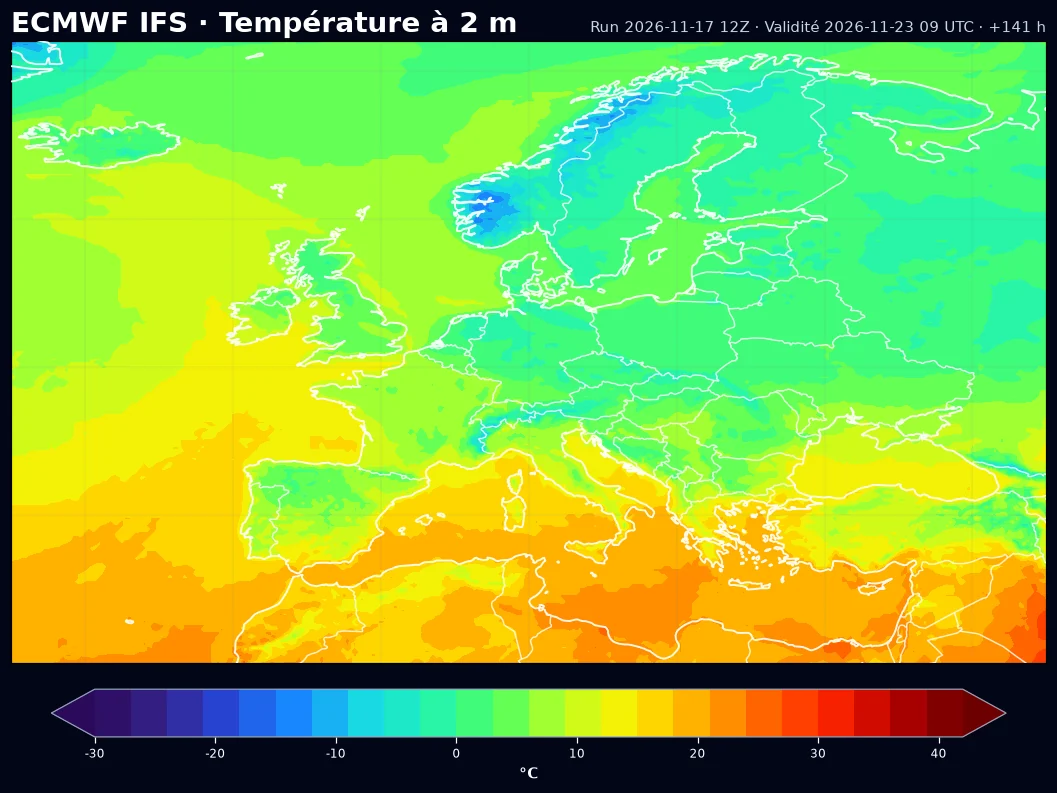 ECMWF IFS · Température à 2 m
Run 2026-11-17 12Z · Validité 2026-11-23 09 UTC · +141 h
-30 -20 -10 0 10 20 30 40
°C